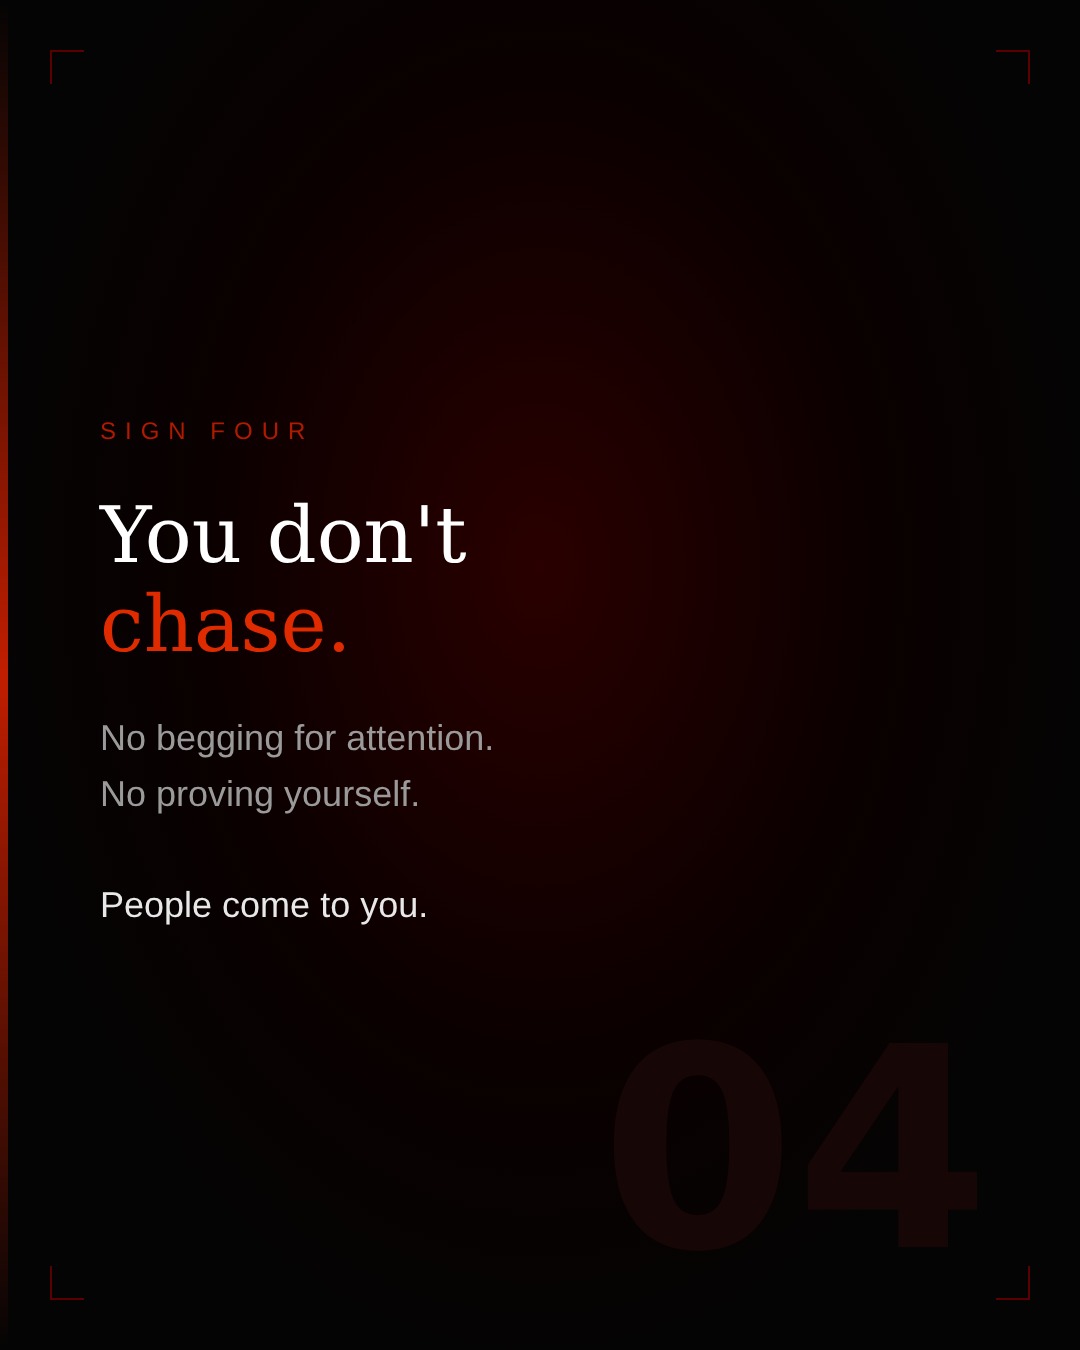 SIGN FOUR
You don't
chase.
No begging for attention.
No proving yourself.
People come to you.
04